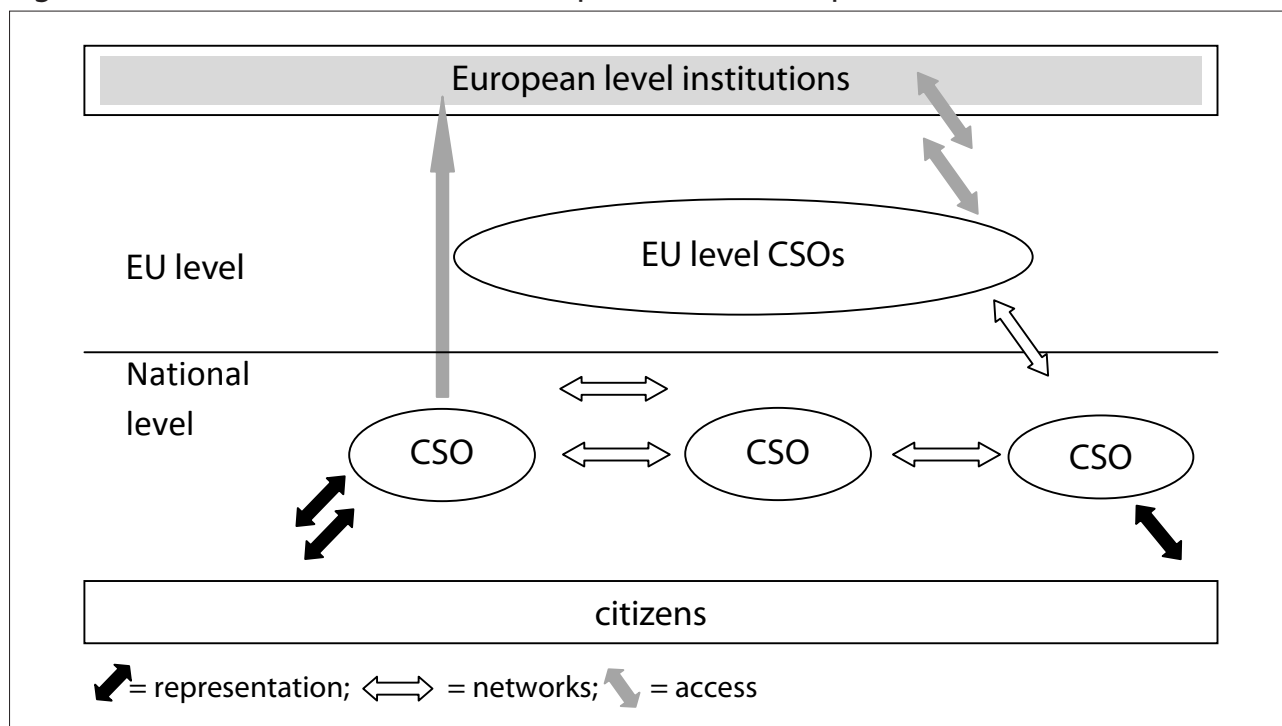 European level institutions
EU level CSOs
EU level
National
level
CSO
CSO
CSO
citizens
= representation; = networks; = access